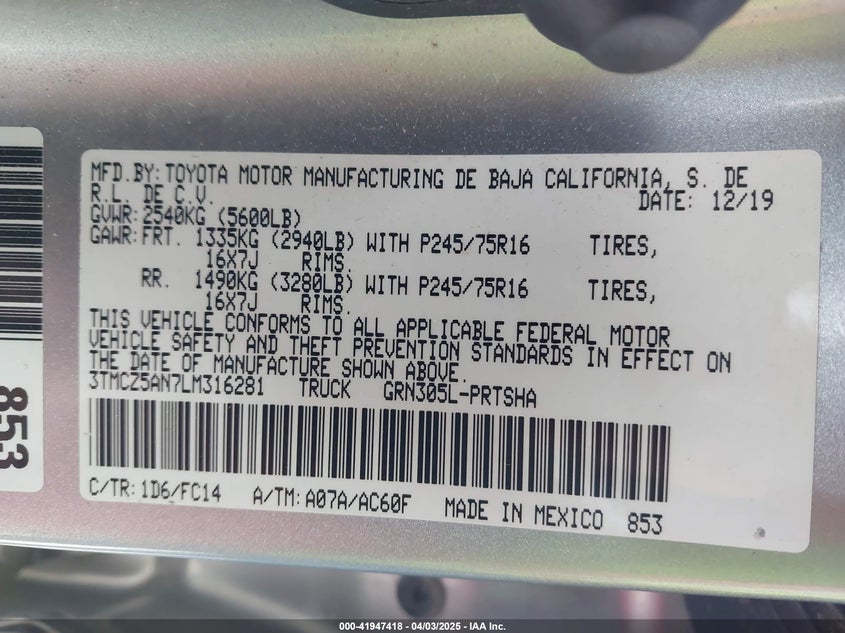 MFD.BY: TOYOTA MOTOR MANUFACTURING DE BAJA CALIFORNIA, S. DE
R.L. DE C.V. DATE: 12/19
GVWR: 2540KG (5600LB)
GAWR: FRT. 1335KG (2940LB) WITH P245/75R16 TIRES,
16X7J RIMS.
RR. 1490KG (3280LB) WITH P245/75R16 TIRES,
16X7J RIMS.
THIS VEHICLE CONFORMS TO ALL APPLICABLE FEDERAL MOTOR
VEHICLE SAFETY AND THEFT PREVENTION STANDARDS IN EFFECT ON
THE DATE OF MANUFACTURE SHOWN ABOVE.
3TMCZ5AN7LM316281 TRUCK GRN305L-PRTSHA
C/TR: 1D6/FC14 A/TM: A07A/AC60F MADE IN MEXICO 853
853
000-41947418 - 04/03/2025 - IAA Inc.